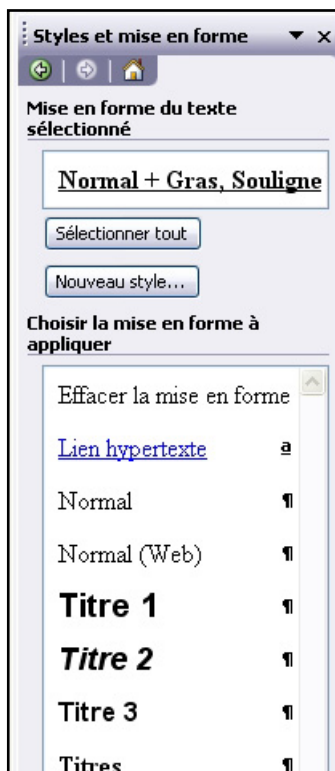 Styles et mise en forme
Mise en forme du texte
sélectionné
Normal + Gras, Souligne
Sélectionner tout
Nouveau style...
Choisir la mise en forme à
appliquer
Effacer la mise en forme
Lien hypertexte a
Normal ¶
Normal (Web) ¶
Titre 1 ¶
Titre 2 ¶
Titre 3 ¶
Titres ¶